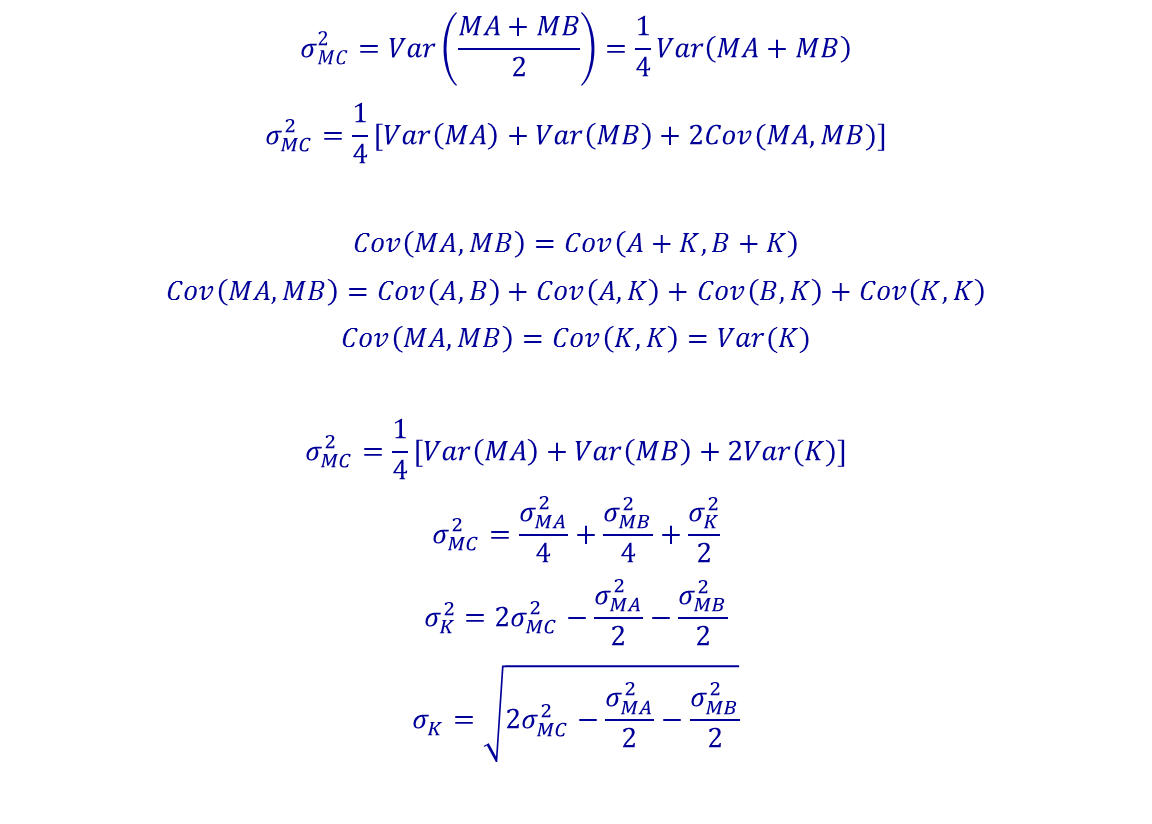 σ²_MC = Var((MA + MB)/2) = 1/4 Var(MA + MB)
σ²_MC = 1/4 [Var(MA) + Var(MB) + 2Cov(MA, MB)]
Cov(MA, MB) = Cov(A + K, B + K)
Cov(MA, MB) = Cov(A, B) + Cov(A, K) + Cov(B, K) + Cov(K, K)
Cov(MA, MB) = Cov(K, K) = Var(K)
σ²_MC = 1/4 [Var(MA) + Var(MB) + 2Var(K)]
σ²_MC = σ²_MA/4 + σ²_MB/4 + σ²_K/2
σ²_K = 2σ²_MC − σ²_MA/2 − σ²_MB/2
σ_K = √(2σ²_MC − σ²_MA/2 − σ²_MB/2)